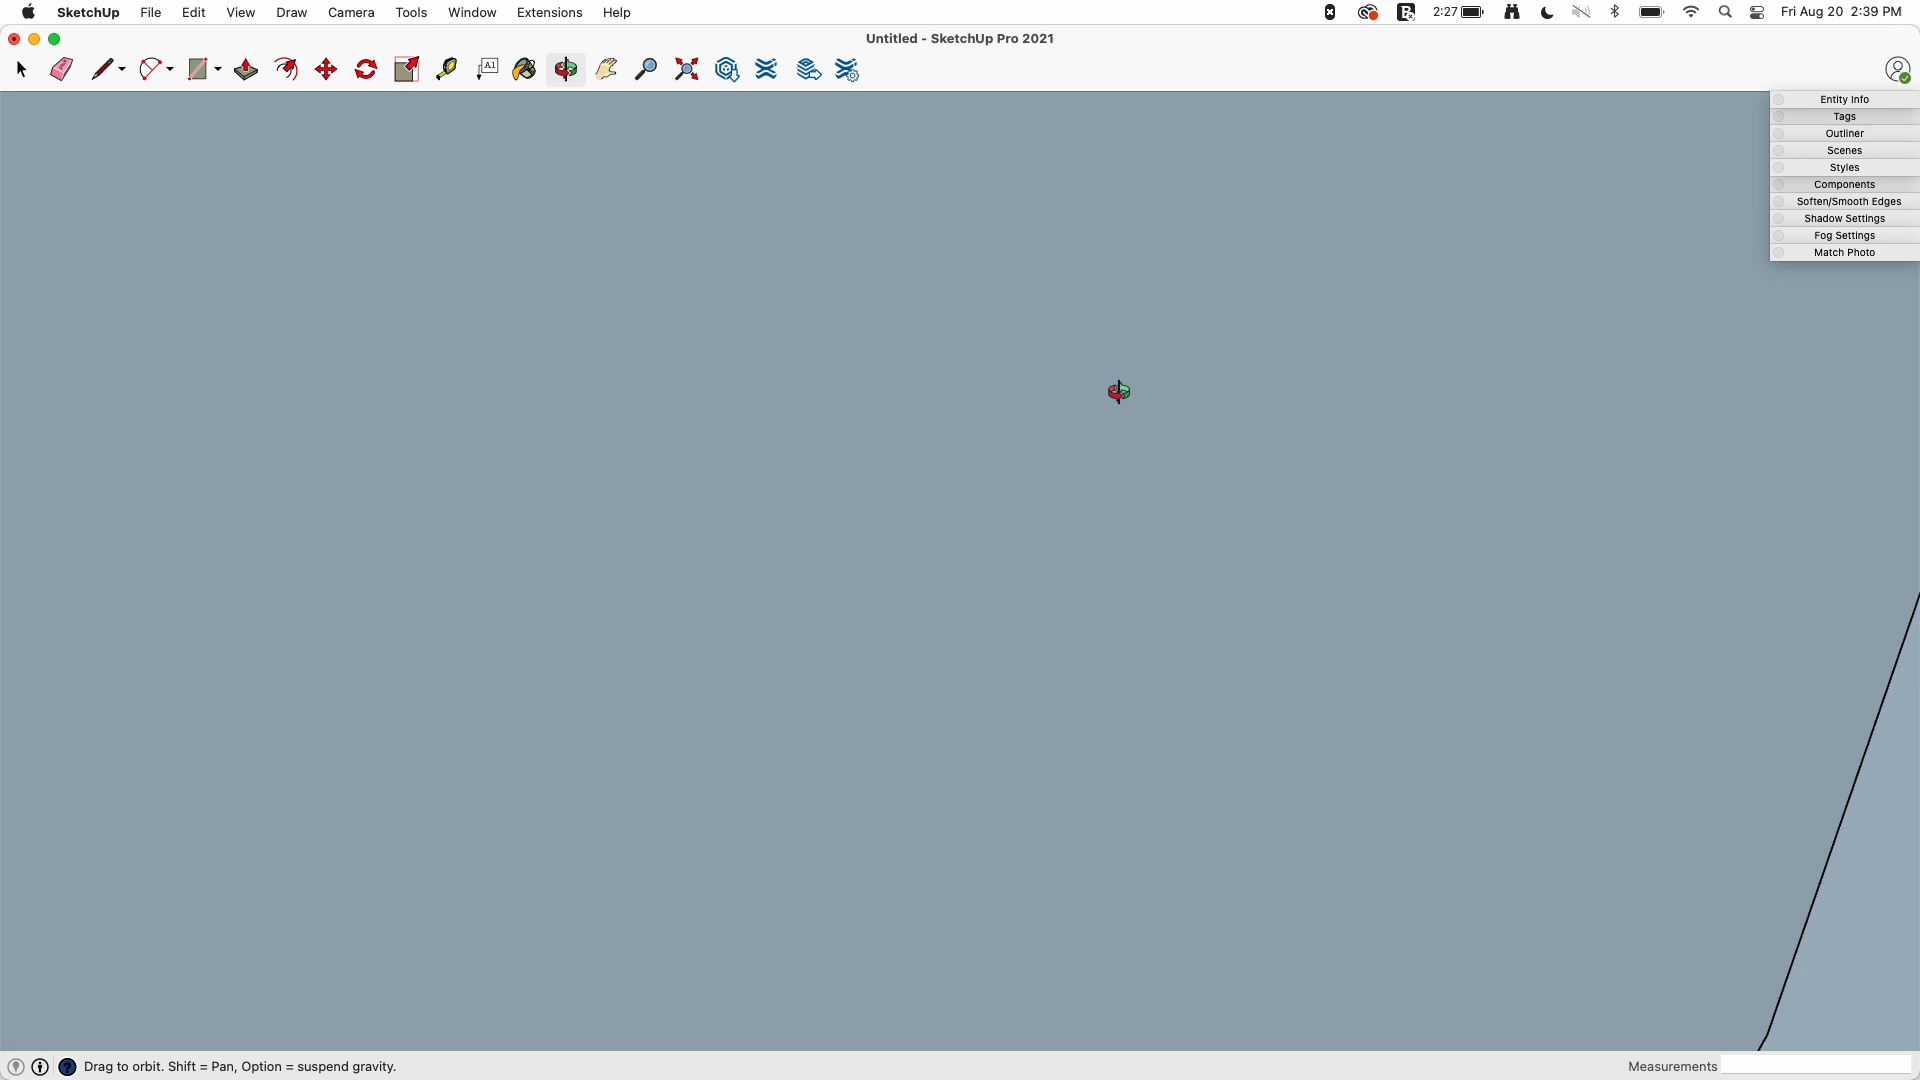 SketchUp File Edit View Draw Camera Tools Window Extensions Help 2:27 Fri Aug 20 2:39 PM
Untitled - SketchUp Pro 2021
A1
Entity Info
Tags
Outliner
Scenes
Styles
Components
Soften/Smooth Edges
Shadow Settings
Fog Settings
Match Photo
Drag to orbit. Shift = Pan, Option = suspend gravity.
Measurements